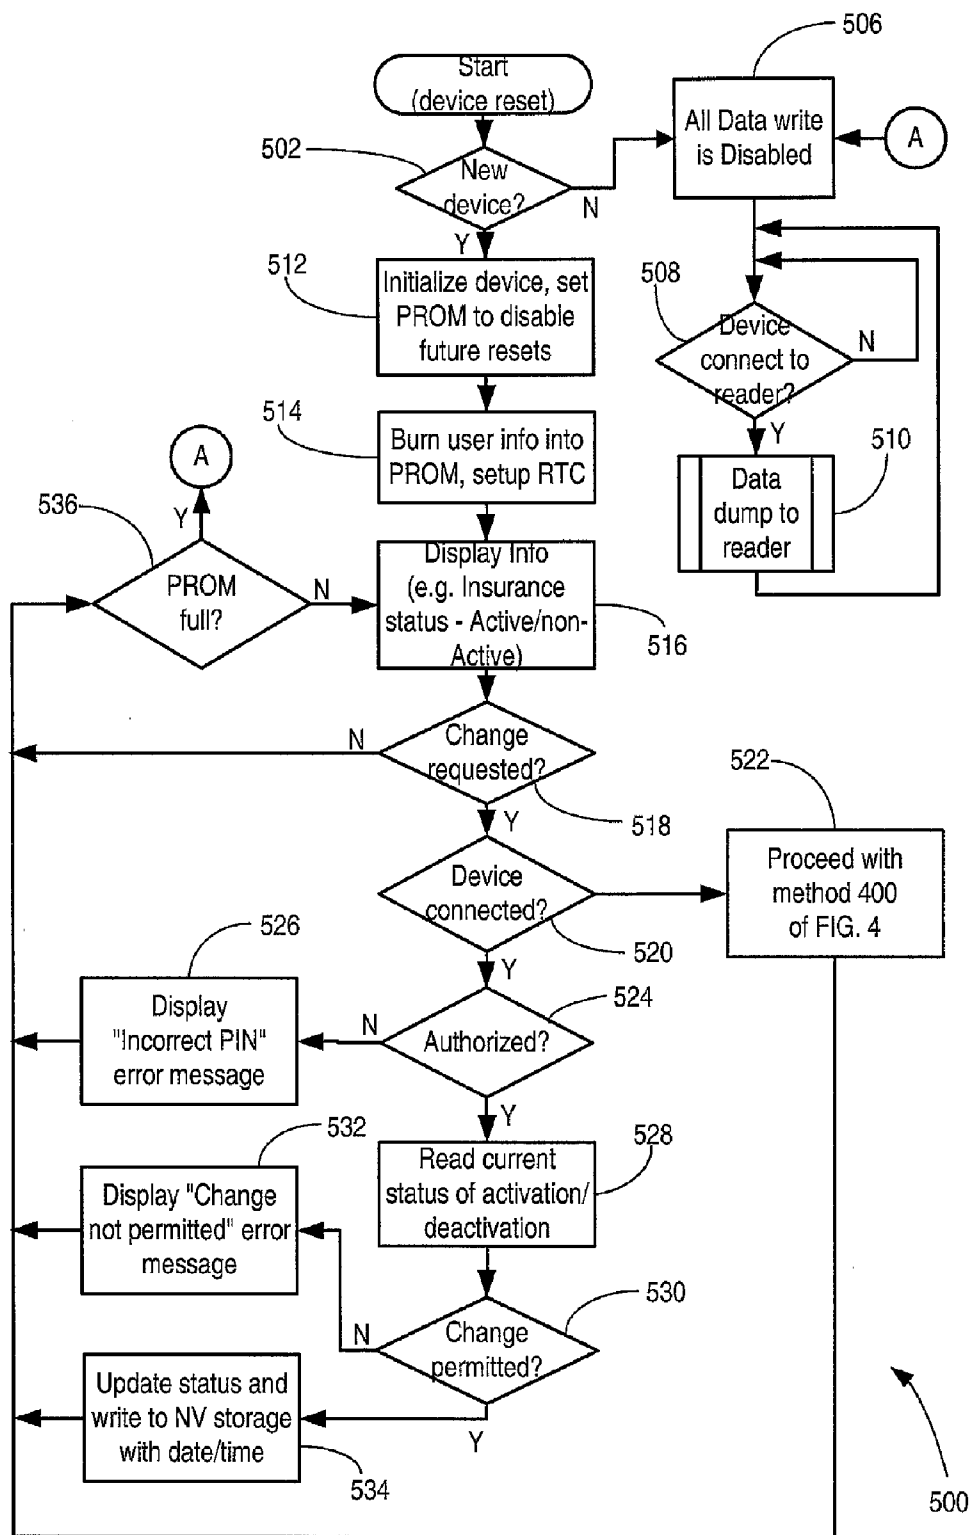 506
Start
(device reset)
All Data write
is Disabled
A
502
New
device?
N
Y
512
Initialize device, set
PROM to disable
future resets
508
Device
connect to
reader?
N
Y
514
Burn user info into
PROM, setup RTC
510
Data
dump to
reader
A
536
Y
PROM
full?
N
Display Info
(e.g. Insurance
status - Active/non-
Active)
516
N
Change
requested?
518
Y
522
Proceed with
method 400
of FIG. 4
Device
connected?
520
Y
526
Display
"Incorrect PIN"
error message
N
524
Authorized?
Y
532
Display "Change
not permitted" error
message
528
Read current
status of activation/
deactivation
530
N
Change
permitted?
Y
Update status and
write to NV storage
with date/time
534
500